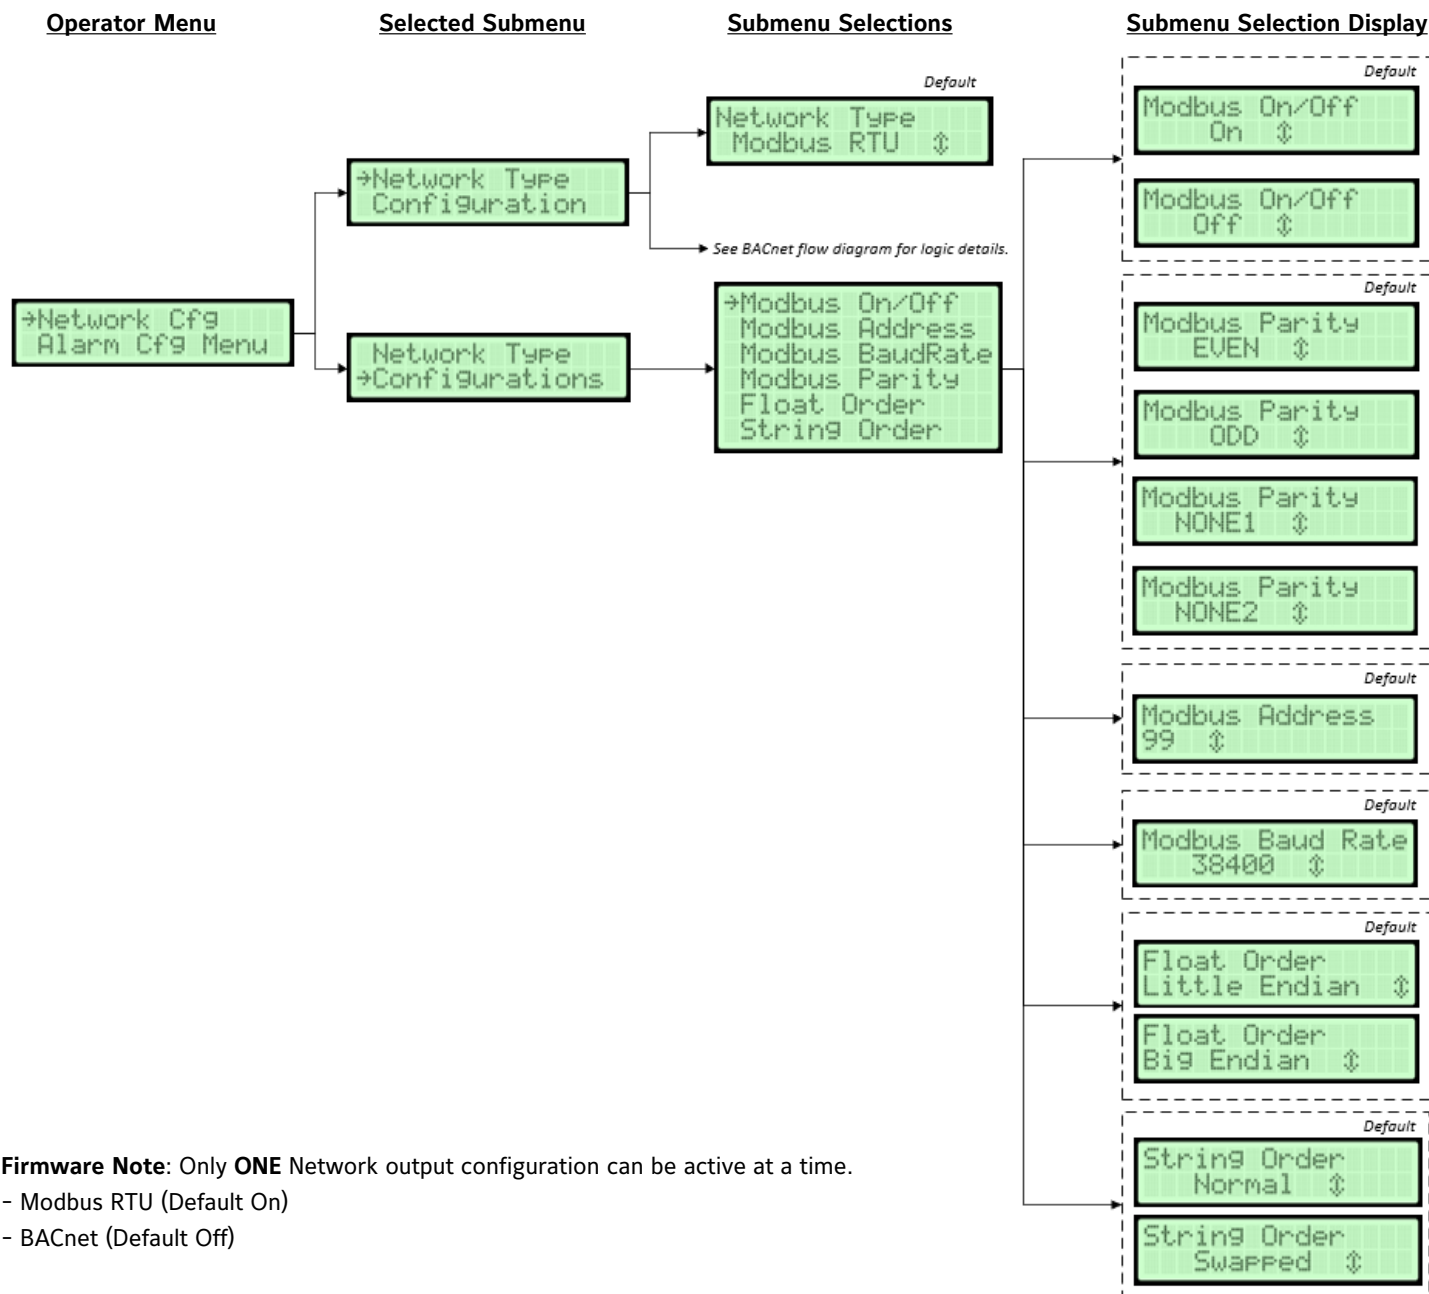 Operator Menu
Selected Submenu
Submenu Selections
Submenu Selection Display
→Network Cfg
Alarm Cfg Menu
→Network Type
Configuration
Network Type
→Configurations
Default
Network Type
Modbus RTU ⇕
See BACnet flow diagram for logic details.
→Modbus On/Off
Modbus Address
Modbus BaudRate
Modbus Parity
Float Order
String Order
Default
Modbus On/Off
On ⇕
Modbus On/Off
Off ⇕
Default
Modbus Parity
EVEN ⇕
Modbus Parity
ODD ⇕
Modbus Parity
NONE1 ⇕
Modbus Parity
NONE2 ⇕
Default
Modbus Address
99 ⇕
Default
Modbus Baud Rate
38400 ⇕
Default
Float Order
Little Endian ⇕
Float Order
Big Endian ⇕
Default
String Order
Normal ⇕
String Order
Swapped ⇕
Firmware Note: Only ONE Network output configuration can be active at a time.
- Modbus RTU (Default On)
- BACnet (Default Off)